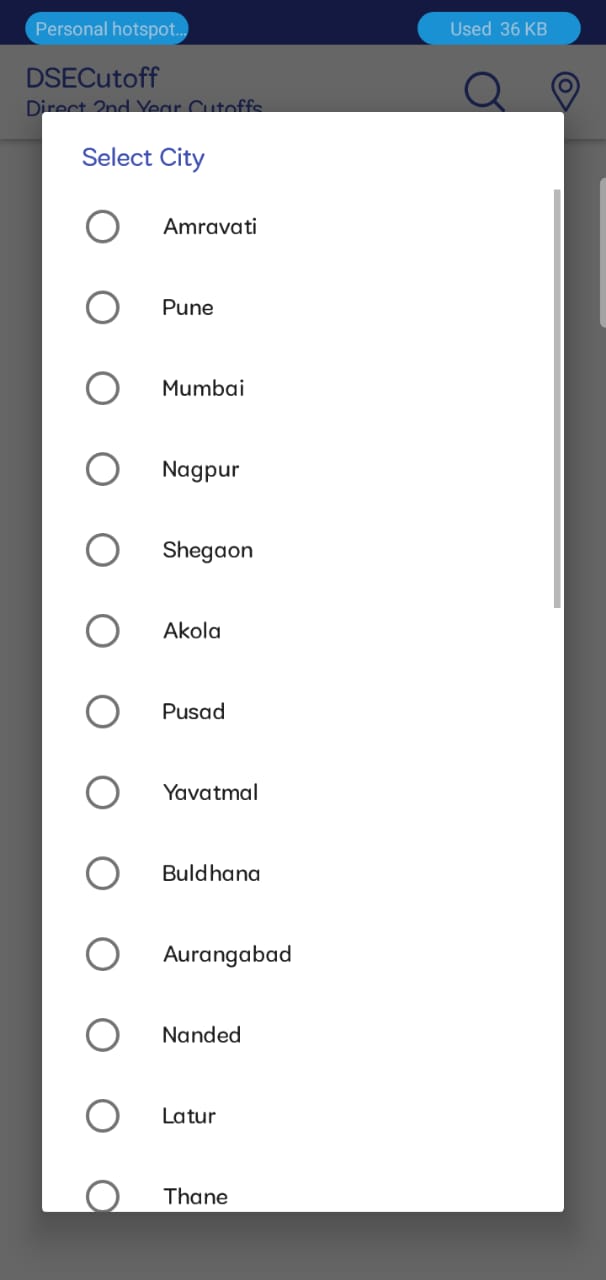 Personal hotspot...
Used 36 KB
DSECutoff
Direct 2nd Year Cutoffs
Select City
Amravati
Pune
Mumbai
Nagpur
Shegaon
Akola
Pusad
Yavatmal
Buldhana
Aurangabad
Nanded
Latur
Thane